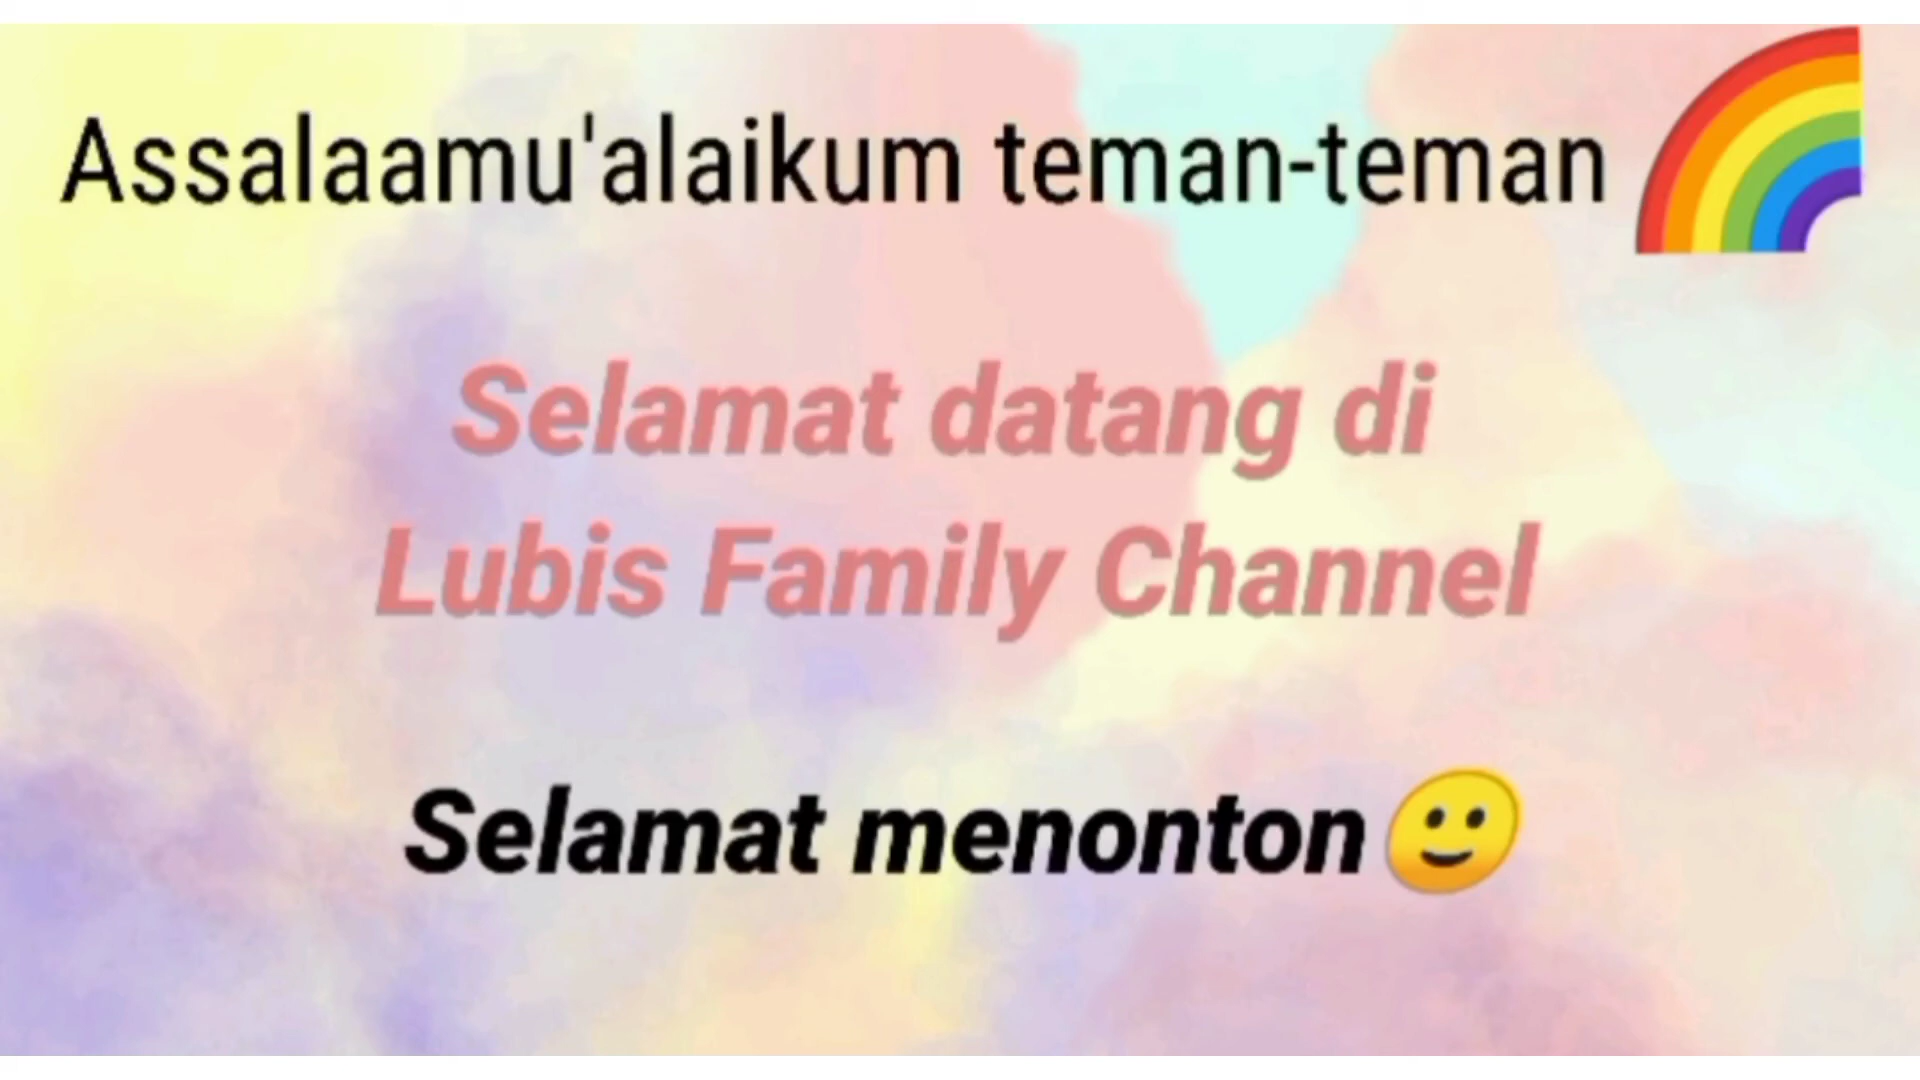 Assalaamu'alaikum teman-teman 🌈
Selamat datang di
Lubis Family Channel
Selamat menonton 🙂